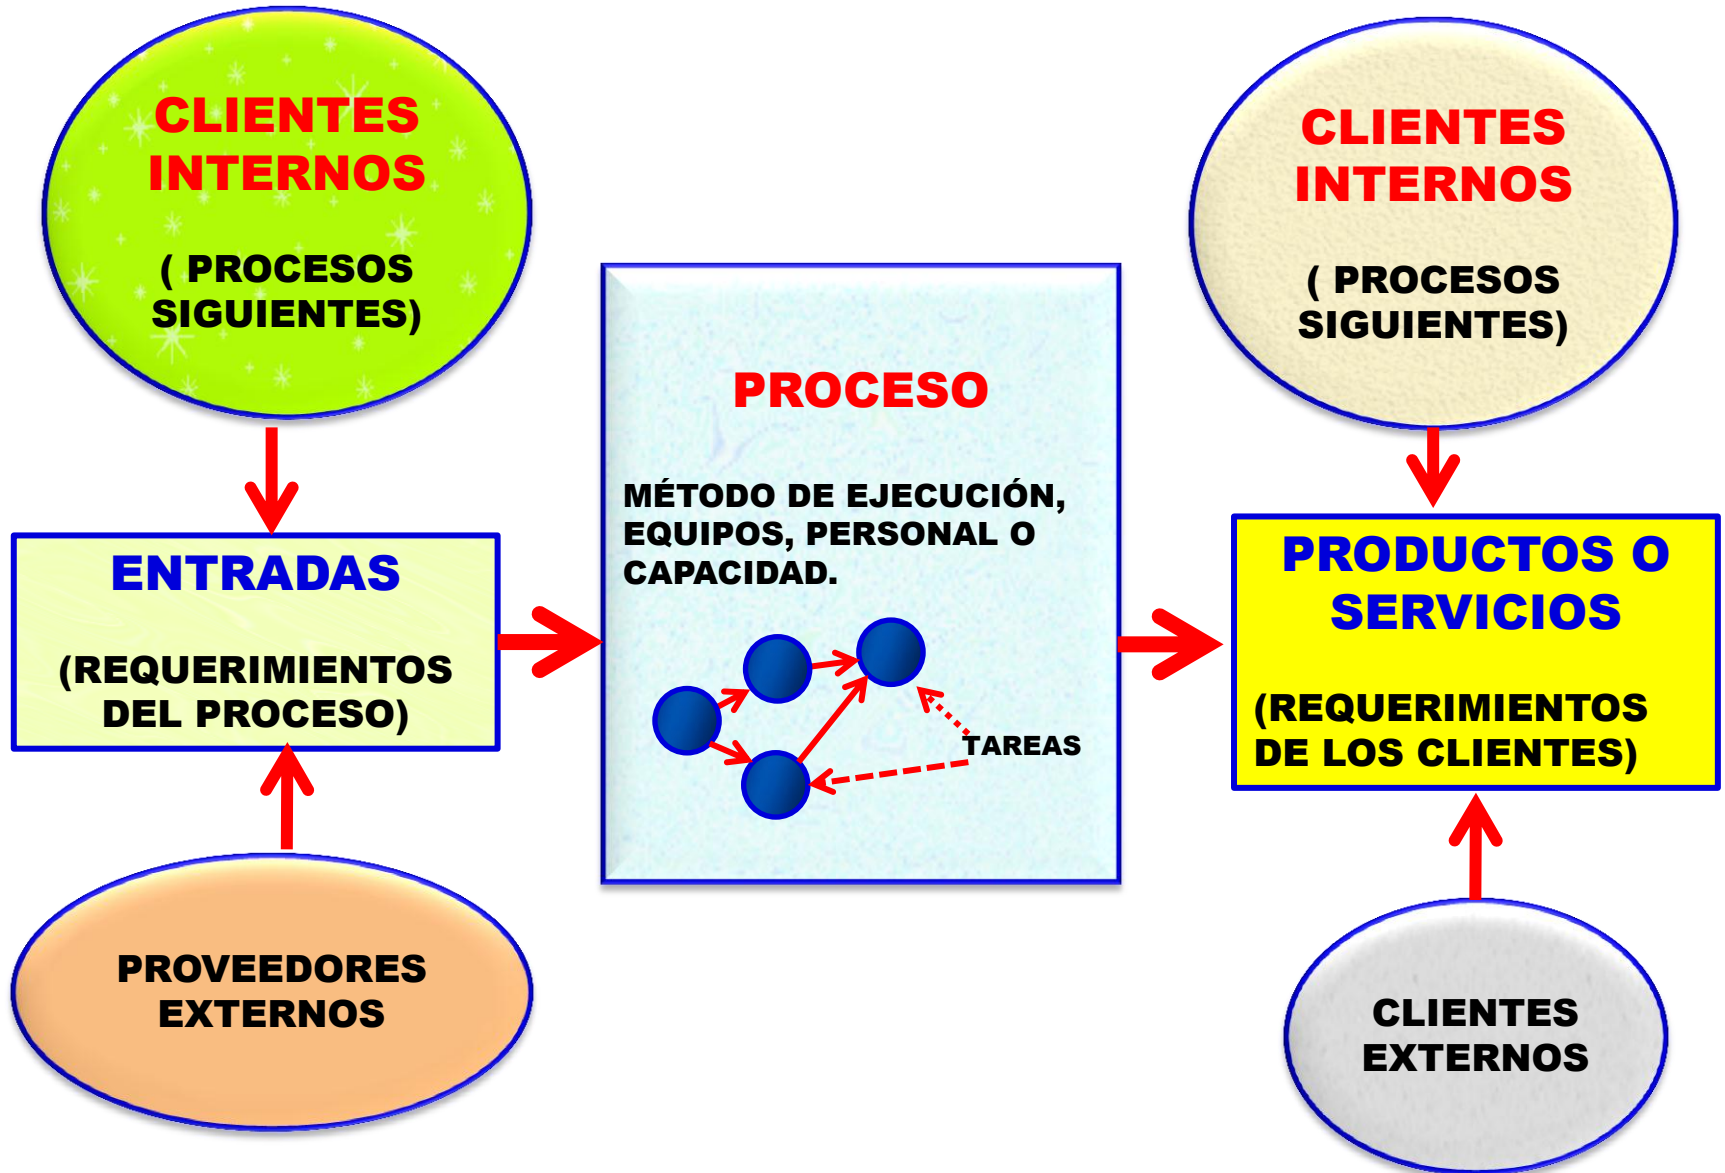 CLIENTES
INTERNOS
( PROCESOS
SIGUIENTES)
ENTRADAS
(REQUERIMIENTOS
DEL PROCESO)
PROVEEDORES
EXTERNOS
PROCESO
MÉTODO DE EJECUCIÓN,
EQUIPOS, PERSONAL O
CAPACIDAD.
TAREAS
CLIENTES
INTERNOS
( PROCESOS
SIGUIENTES)
PRODUCTOS O
SERVICIOS
(REQUERIMIENTOS
DE LOS CLIENTES)
CLIENTES
EXTERNOS